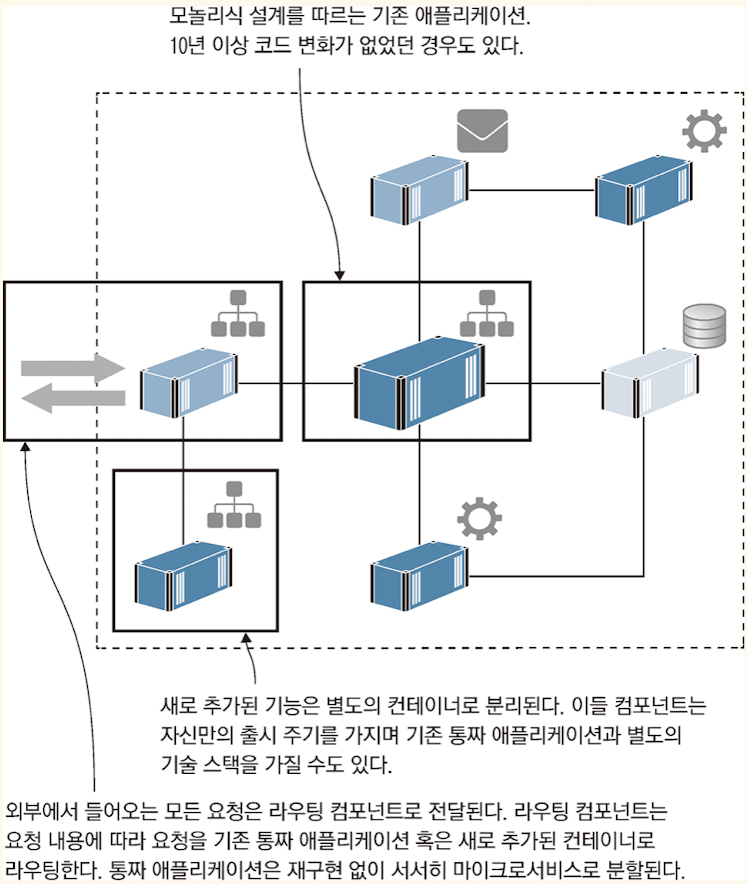 모놀리식 설계를 따르는 기존 애플리케이션.
10년 이상 코드 변화가 없었던 경우도 있다.
새로 추가된 기능은 별도의 컨테이너로 분리된다. 이들 컴포넌트는
자신만의 출시 주기를 가지며 기존 통짜 애플리케이션과 별도의
기술 스택을 가질 수도 있다.
외부에서 들어오는 모든 요청은 라우팅 컴포넌트로 전달된다. 라우팅 컴포넌트는
요청 내용에 따라 요청을 기존 통짜 애플리케이션 혹은 새로 추가된 컨테이너로
라우팅한다. 통짜 애플리케이션은 재구현 없이 서서히 마이크로서비스로 분할된다.